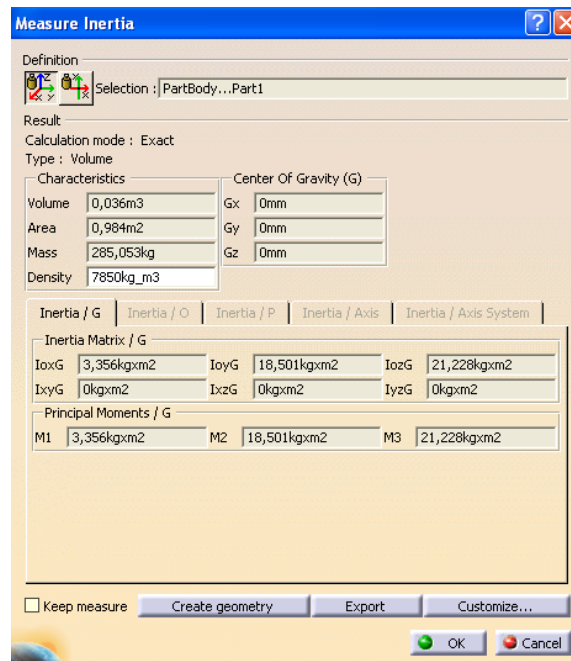 Measure Inertia
Definition
Selection : PartBody...Part1
Result
Calculation mode : Exact
Type : Volume
Characteristics Center Of Gravity (G)
Volume 0,036m3 Gx 0mm
Area 0,984m2 Gy 0mm
Mass 285,053kg Gz 0mm
Density 7850kg_m3
Inertia / G Inertia / O Inertia / P Inertia / Axis Inertia / Axis System
Inertia Matrix / G
IoxG 3,356kgxm2 IoyG 18,501kgxm2 IozG 21,228kgxm2
IxyG 0kgxm2 IxzG 0kgxm2 IyzG 0kgxm2
Principal Moments / G
M1 3,356kgxm2 M2 18,501kgxm2 M3 21,228kgxm2
Keep measure Create geometry Export Customize...
OK Cancel